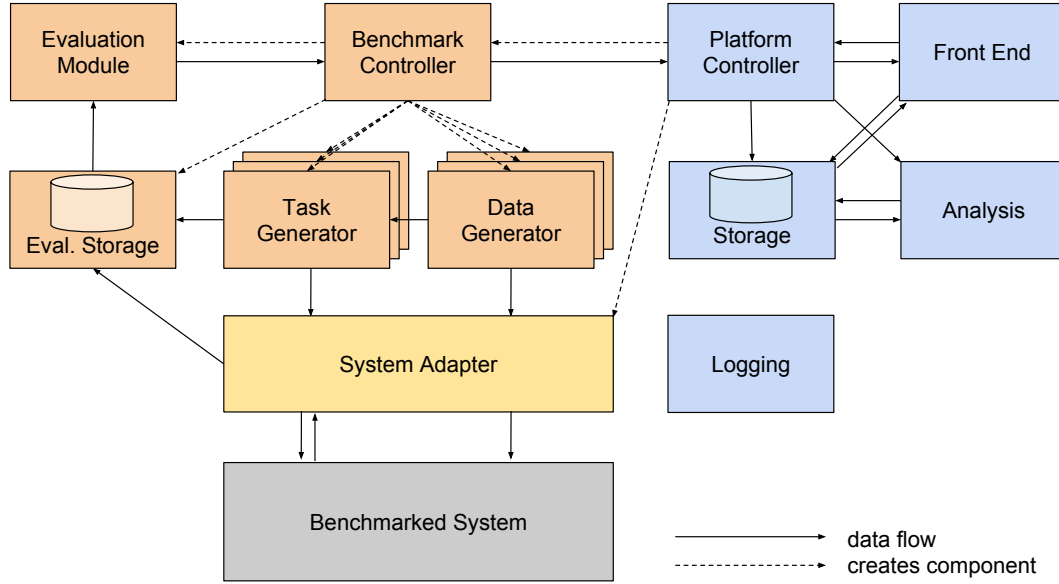 Evaluation
Module
Benchmark
Controller
Platform
Controller
Front End
Eval. Storage
Task
Generator
Data
Generator
Storage
Analysis
System Adapter
Logging
Benchmarked System
data flow
creates component